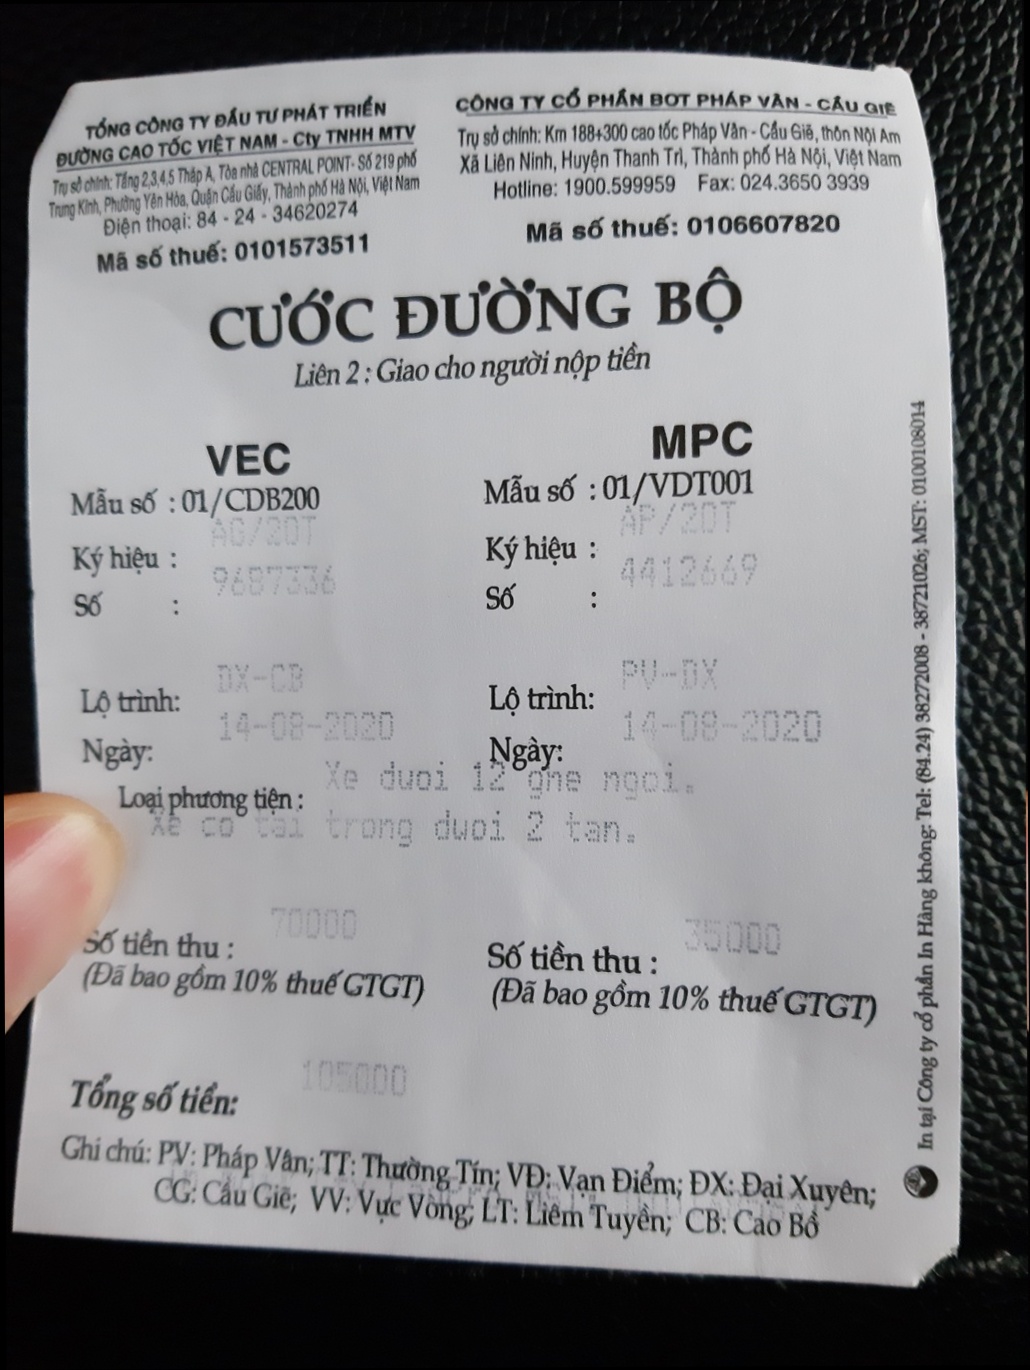 TỔNG CÔNG TY ĐẦU TƯ PHÁT TRIỂN
ĐƯỜNG CAO TỐC VIỆT NAM - Cty TNHH MTV
Trụ sở chính: Tầng 2,3,4,5 Tháp A, Tòa nhà CENTRAL POINT- Số 219 phố
Trung Kính, Phường Yên Hòa, Quận Cầu Giấy, Thành phố Hà Nội, Việt Nam
Điện thoại: 84 - 24 - 34620274
Mã số thuế: 0101573511
CÔNG TY CỔ PHẦN BOT PHÁP VÂN - CẦU GIẼ
Trụ sở chính: Km 188+300 cao tốc Pháp Vân - Cầu Giẽ, thôn Nội Am
Xã Liên Ninh, Huyện Thanh Trì, Thành phố Hà Nội, Việt Nam
Hotline: 1900.599959 Fax: 024.3650 3939
Mã số thuế: 0106607820
CƯỚC ĐƯỜNG BỘ
Liên 2 : Giao cho người nộp tiền
VEC
Mẫu số : 01/CDB200
Ký hiệu : AG/20T
Số : 9687336
Lộ trình: DX-CB
Ngày: 14-08-2020
MPC
Mẫu số : 01/VDT001
Ký hiệu : AP/20T
Số : 4412669
Lộ trình: PV-DX
Ngày: 14-08-2020
Loại phương tiện : Xe duoi 12 ghe ngoi.
Xe co tai trong duoi 2 tan.
Số tiền thu : 70000
(Đã bao gồm 10% thuế GTGT)
Số tiền thu : 35000
(Đã bao gồm 10% thuế GTGT)
Tổng số tiền: 105000
Ghi chú: PV: Pháp Vân; TT: Thường Tín; VĐ: Vạn Điểm; ĐX: Đại Xuyên;
CG: Cầu Giẽ; VV: Vực Vòng; LT: Liêm Tuyền; CB: Cao Bồ
In tại Công ty cổ phần In Hàng không: Tel: (84.24) 38272008 - 38721026; MST: 0100108014